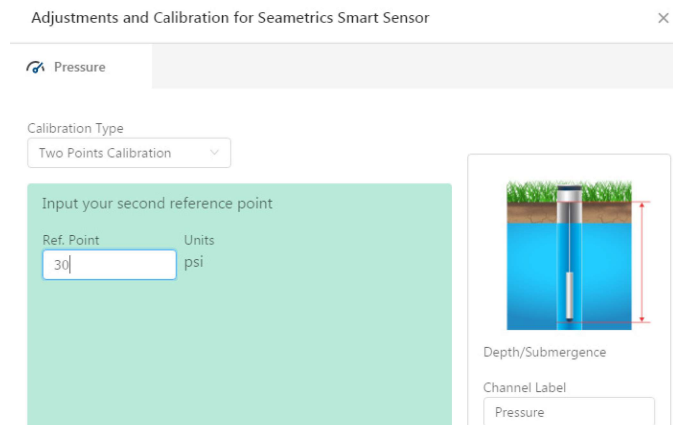 Adjustments and Calibration for Seametrics Smart Sensor
Pressure
Calibration Type
Two Points Calibration
Input your second reference point
Ref. Point Units
30 psi
Depth/Submergence
Channel Label
Pressure